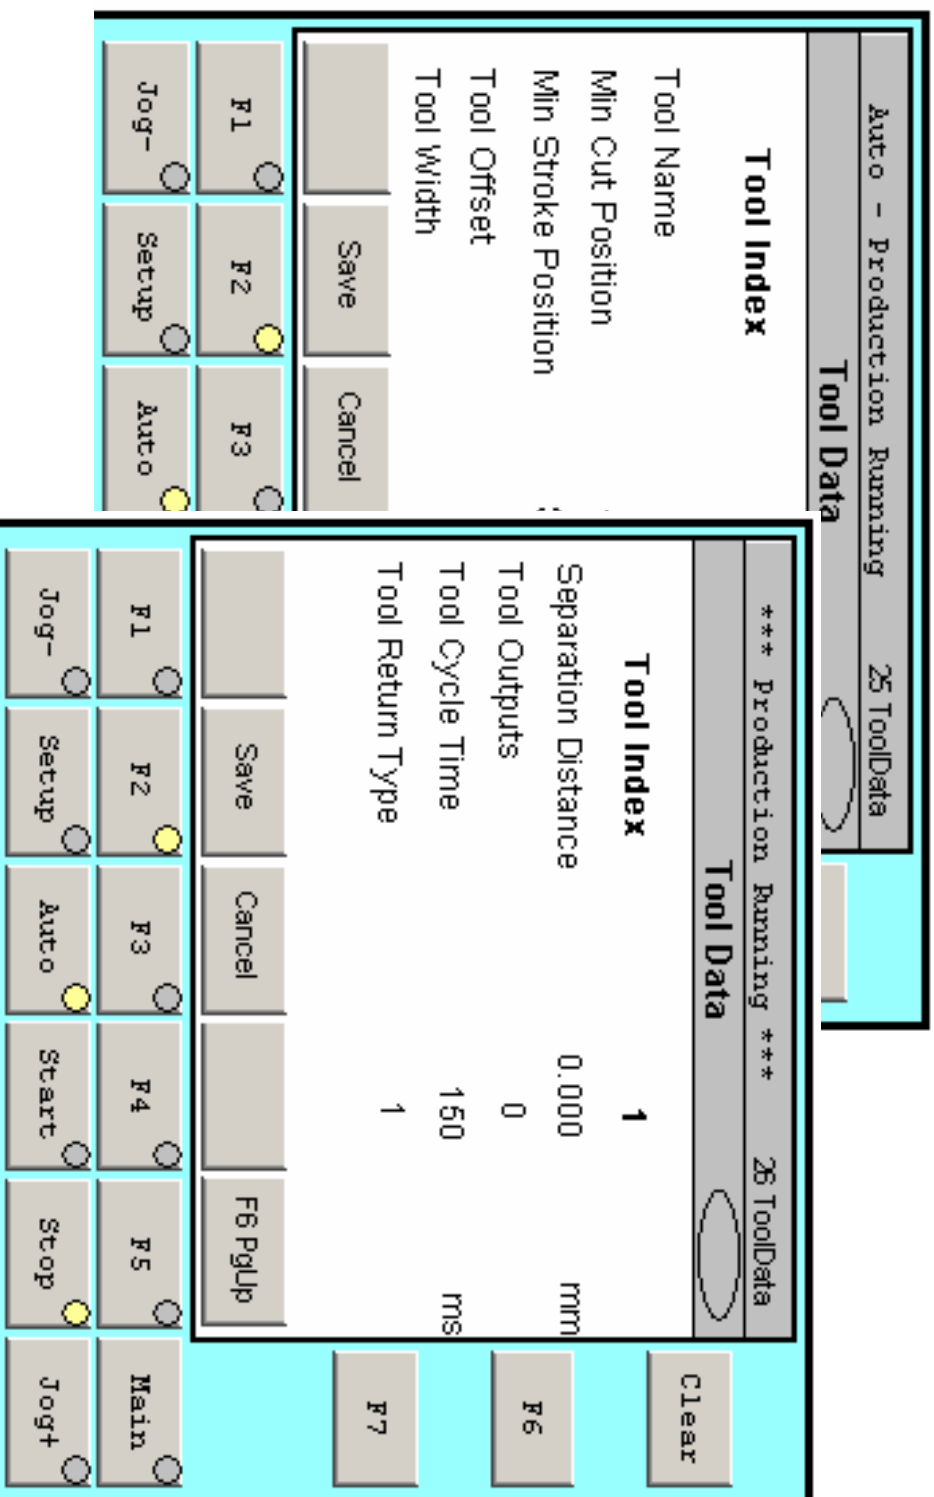 Auto - Production Running 25 ToolData
Tool Data
Tool Index
Tool Name
Min Cut Position
Min Stroke Position
Tool Offset
Tool Width
Save Cancel
F1 F2 F3
Jog- Setup Auto
*** Production Running *** 26 ToolData
Tool Data
Tool Index 1
Separation Distance 0.000 mm
Tool Outputs 0
Tool Cycle Time 150 ms
Tool Return Type 1
Save Cancel F6 PgUp
Clear
F6
F7
F1 F2 F3 F4 F5 Main
Jog- Setup Auto Start Stop Jog+